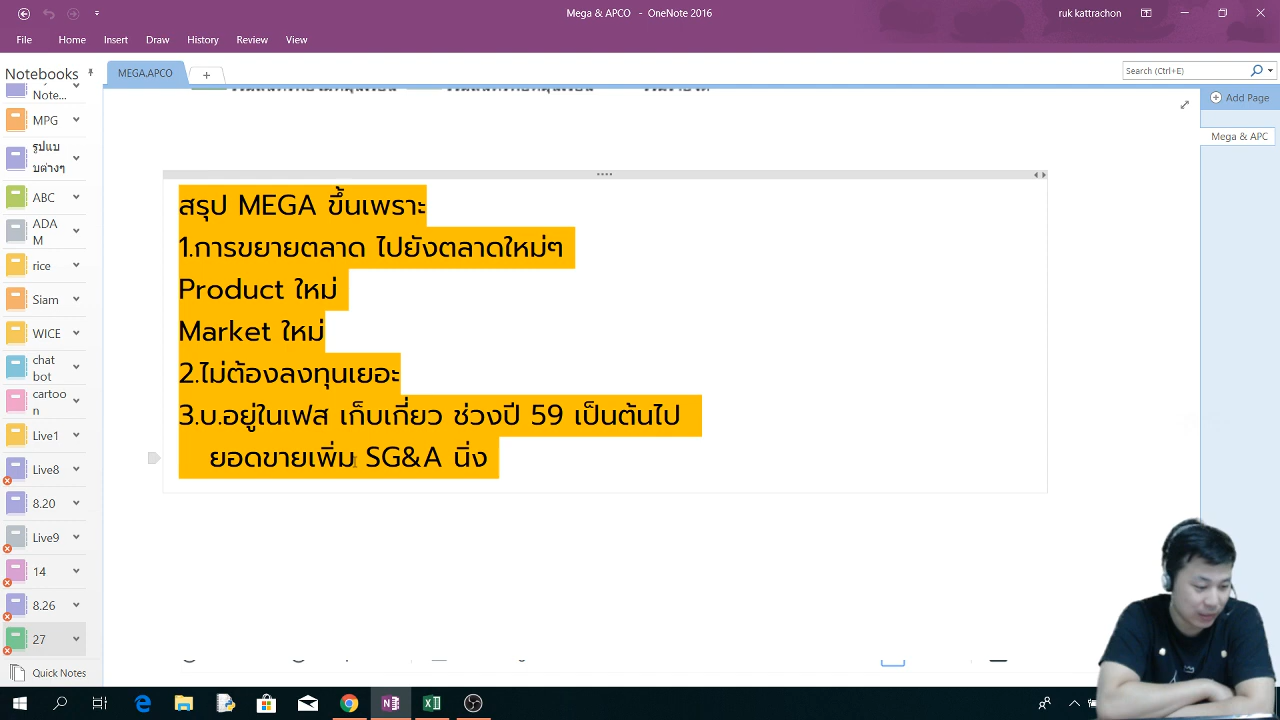 Mega & APCO - OneNote 2016
ruk kattrachon
File Home Insert Draw History Review View
Notebooks
MEGA.APCO
Search (Ctrl+E)
Add Page
Mega & APC
Note...
MPG
รูปแบ
บต่างๆ
ABC
ADA
M
rice
Siam
WICE
chat
bot
cartoo
n
Live1
Live8
8.20
Live9
14
8.26
27
Quick Notes
สรุป MEGA ขึ้นเพราะ
1.การขยายตลาด ไปยังตลาดใหม่ๆ
Product ใหม่
Market ใหม่
2.ไม่ต้องลงทุนเยอะ
3.บ.อยู่ในเฟส เก็บเกี่ยว ช่วงปี 59 เป็นต้นไป
ยอดขายเพิ่ม SG&A นิ่ง